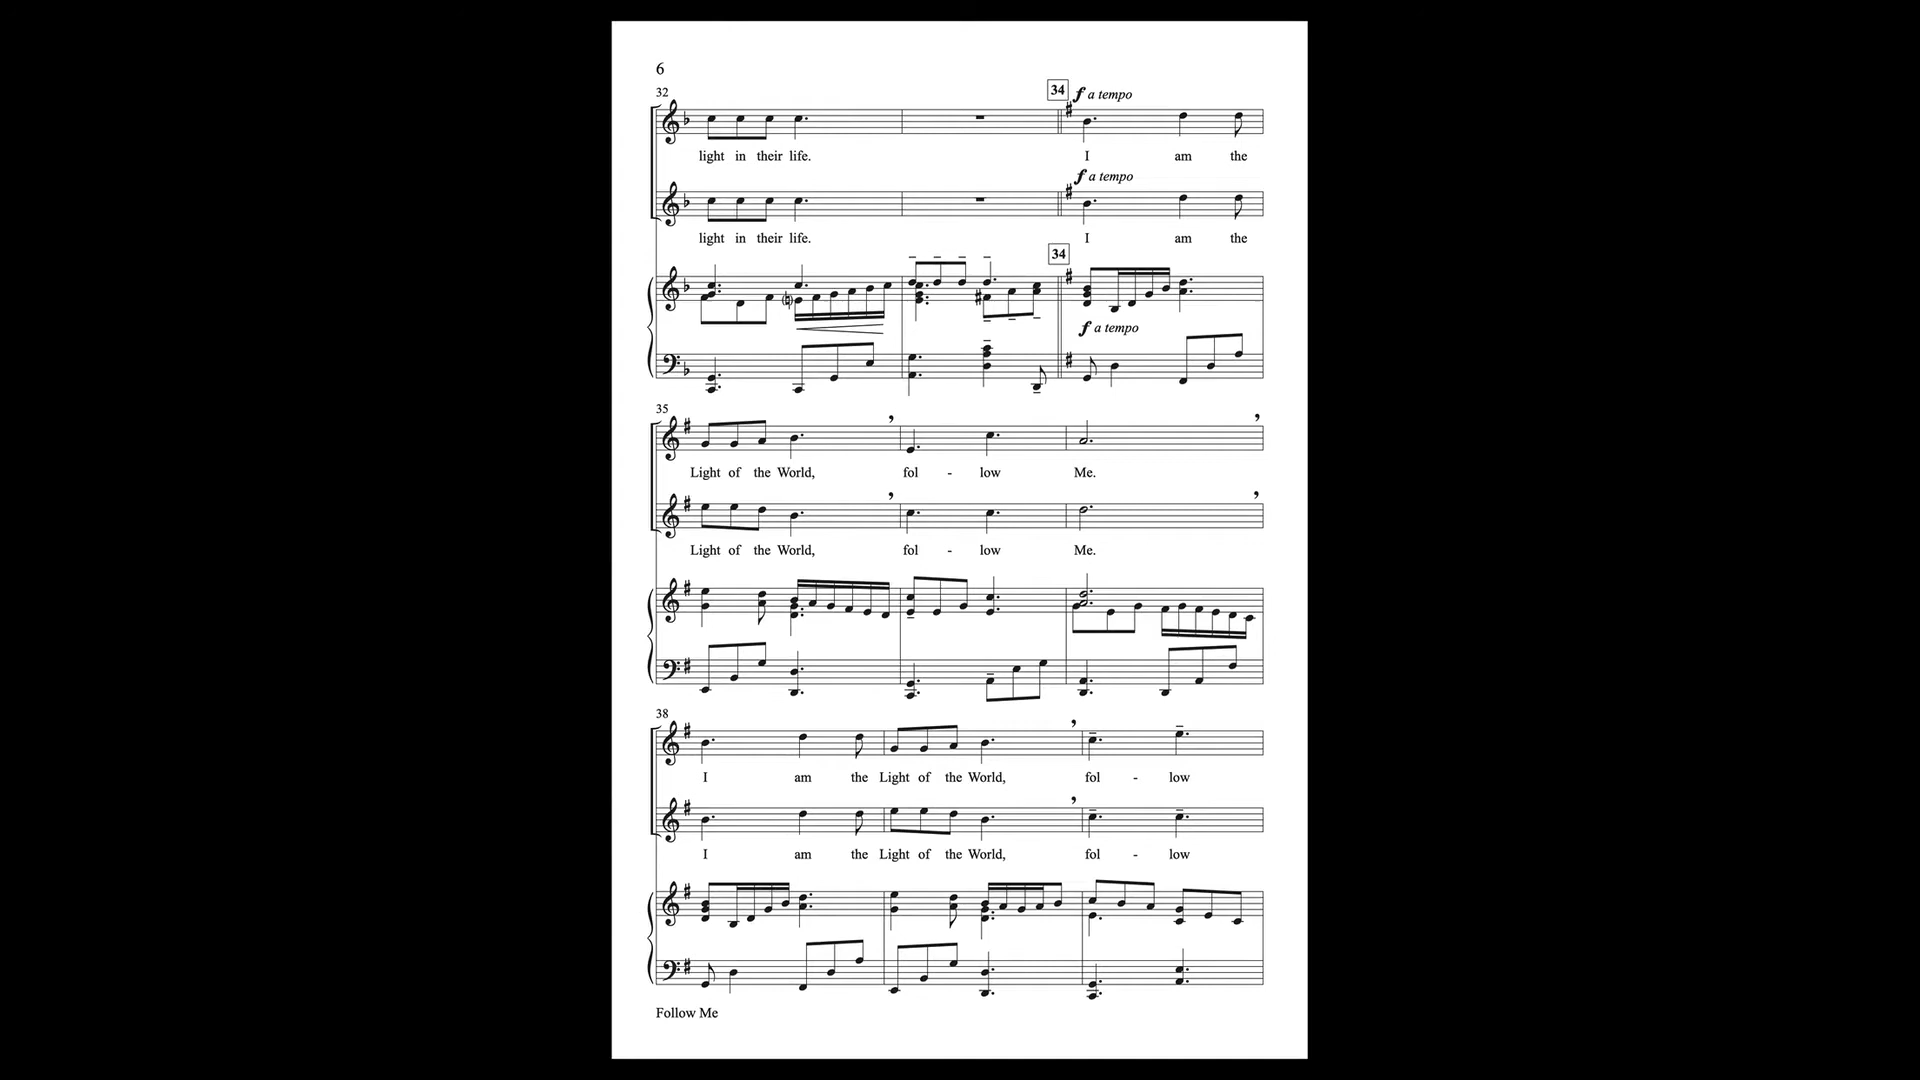 6
32
34 f a tempo
light in their life. I am the
f a tempo
light in their life. I am the
34
f a tempo
35
Light of the World, fol - low Me.
Light of the World, fol - low Me.
38
I am the Light of the World, fol - low
I am the Light of the World, fol - low
Follow Me